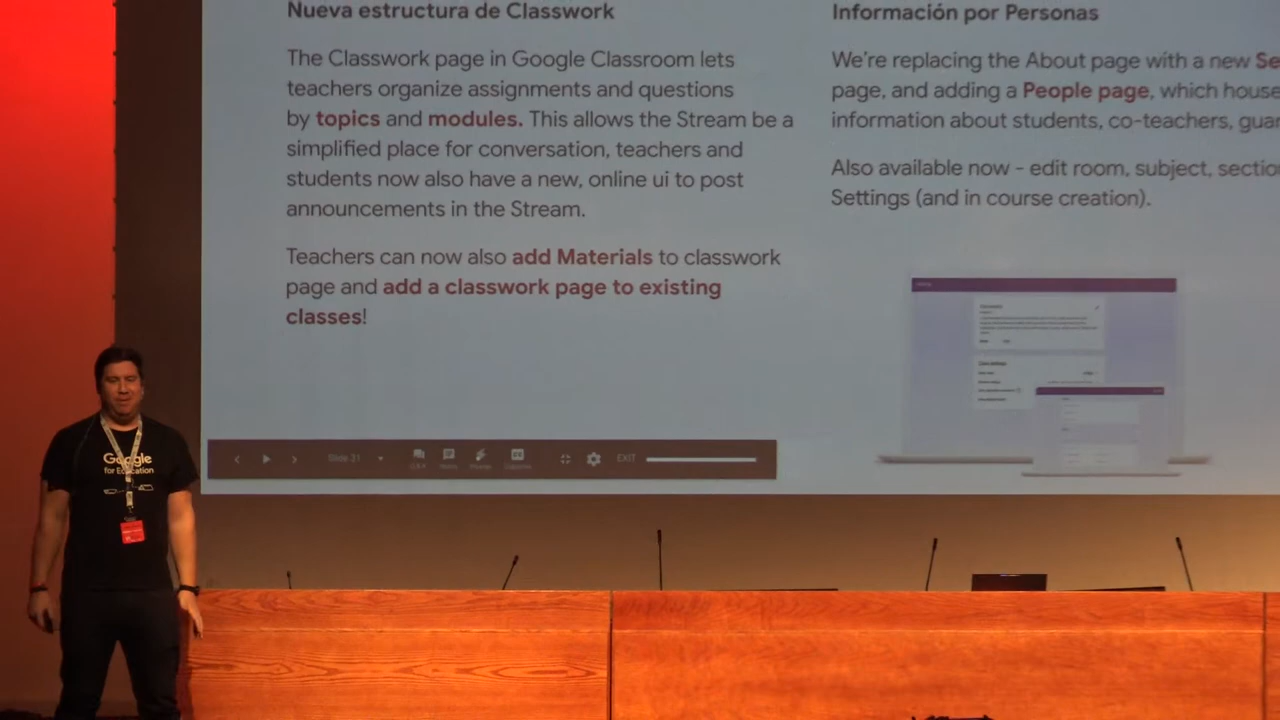 Nueva estructura de Classwork
The Classwork page in Google Classroom lets
teachers organize assignments and questions
by topics and modules. This allows the Stream be a
simplified place for conversation, teachers and
students now also have a new, online ui to post
announcements in the Stream.
Teachers can now also add Materials to classwork
page and add a classwork page to existing
classes!
Información por Personas
We're replacing the About page with a new Se
page, and adding a People page, which house
information about students, co-teachers, guar
Also available now - edit room, subject, sectio
Settings (and in course creation).
Slide 21
EXIT
Google
for Education